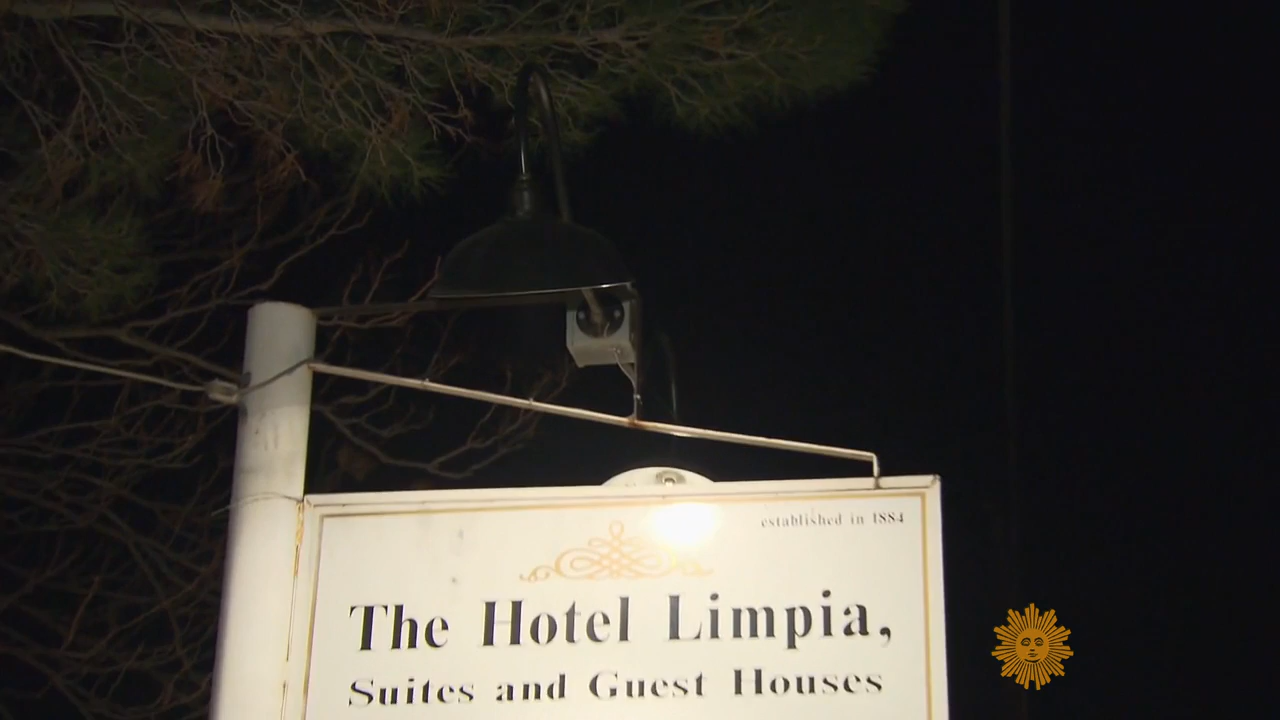 established in 1884
The Hotel Limpia,
Suites and Guest Houses